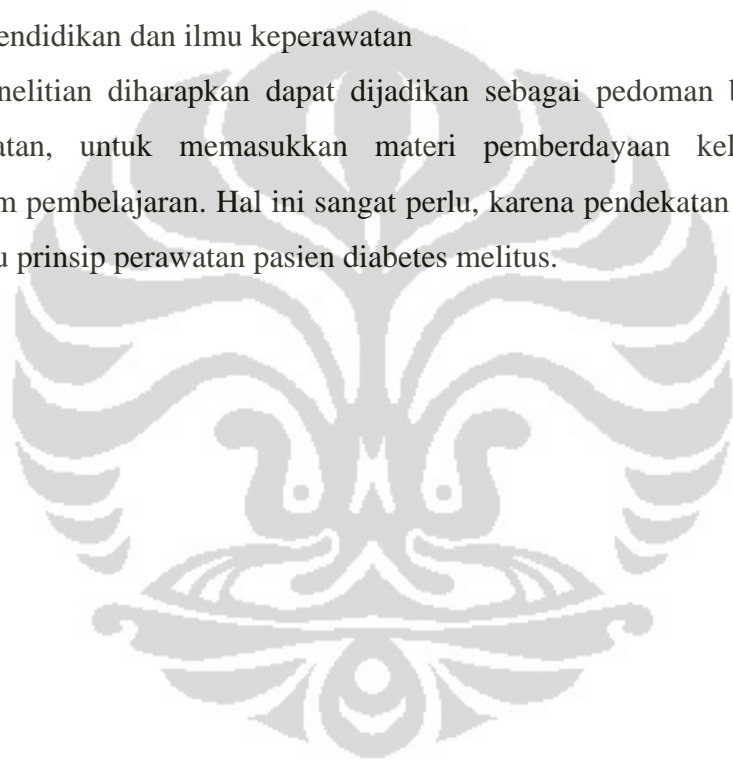 endidikan dan ilmu keperawatan
nelitian diharapkan dapat dijadikan sebagai pedoman
atan, untuk memasukkan materi pemberdayaan kel
m pembelajaran. Hal ini sangat perlu, karena pendekatan
u prinsip perawatan pasien diabetes melitus.